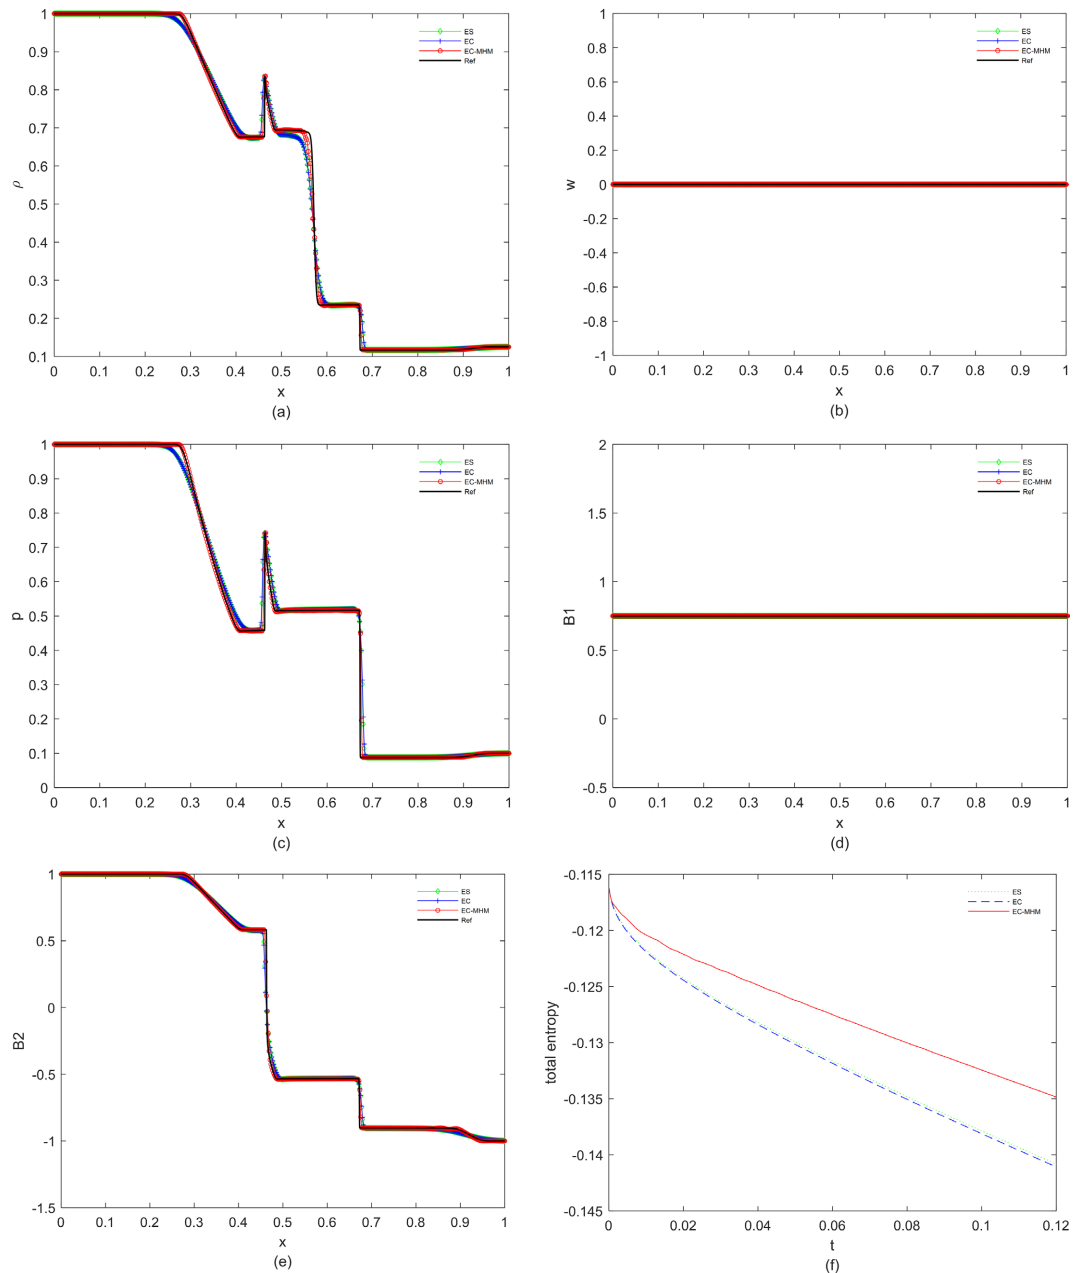 1
0.9
0.8
0.7
0.6
0.5
0.4
0.3
0.2
0.1
ρ
0 0.1 0.2 0.3 0.4 0.5 0.6 0.7 0.8 0.9 1
x
(a)
ES
EC
EC-MHM
Ref
1
0.8
0.6
0.4
0.2
0
-0.2
-0.4
-0.6
-0.8
-1
w
0 0.1 0.2 0.3 0.4 0.5 0.6 0.7 0.8 0.9 1
x
(b)
ES
EC
EC-MHM
Ref
1
0.9
0.8
0.7
0.6
0.5
0.4
0.3
0.2
0.1
0
p
0 0.1 0.2 0.3 0.4 0.5 0.6 0.7 0.8 0.9 1
x
(c)
ES
EC
EC-MHM
Ref
2
1.5
1
0.5
0
-0.5
B1
0 0.1 0.2 0.3 0.4 0.5 0.6 0.7 0.8 0.9 1
x
(d)
ES
EC
EC-MHM
Ref
1
0.5
0
-0.5
-1
-1.5
B2
0 0.1 0.2 0.3 0.4 0.5 0.6 0.7 0.8 0.9 1
x
(e)
ES
EC
EC-MHM
Ref
-0.115
-0.12
-0.125
-0.13
-0.135
-0.14
-0.145
total entropy
0 0.02 0.04 0.06 0.08 0.1 0.12
t
(f)
ES
EC
EC-MHM